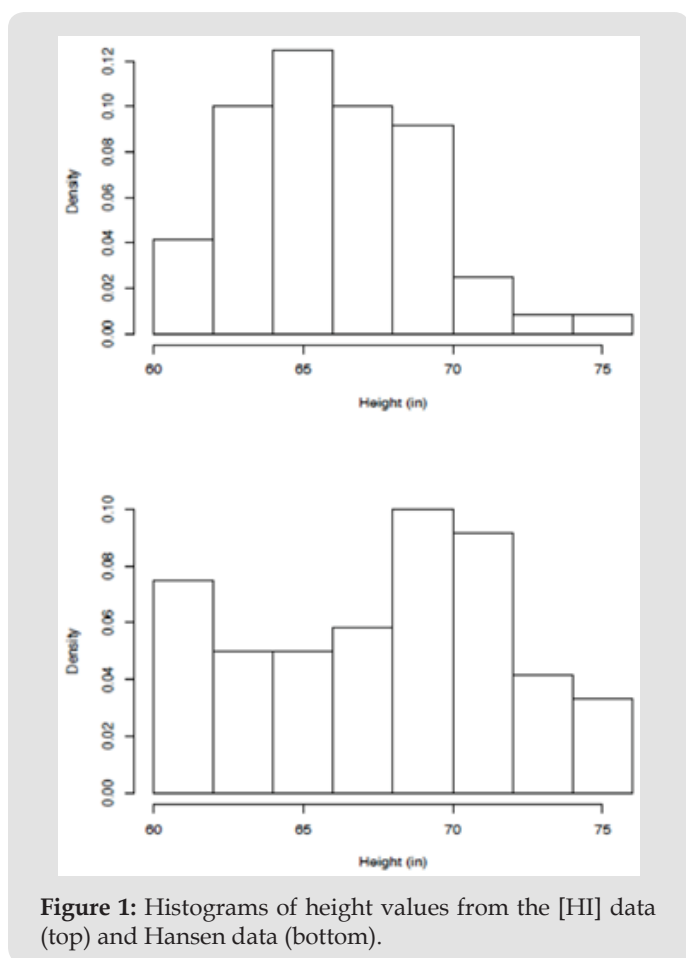 0.12
0.10
0.08
0.06
0.04
0.02
0.00
Density
60 65 70 75
Height (in)
0.10
0.08
0.06
0.04
0.02
0.00
Density
60 65 70 75
Height (in)
Figure 1: Histograms of height values from the [HI] data
(top) and Hansen data (bottom).